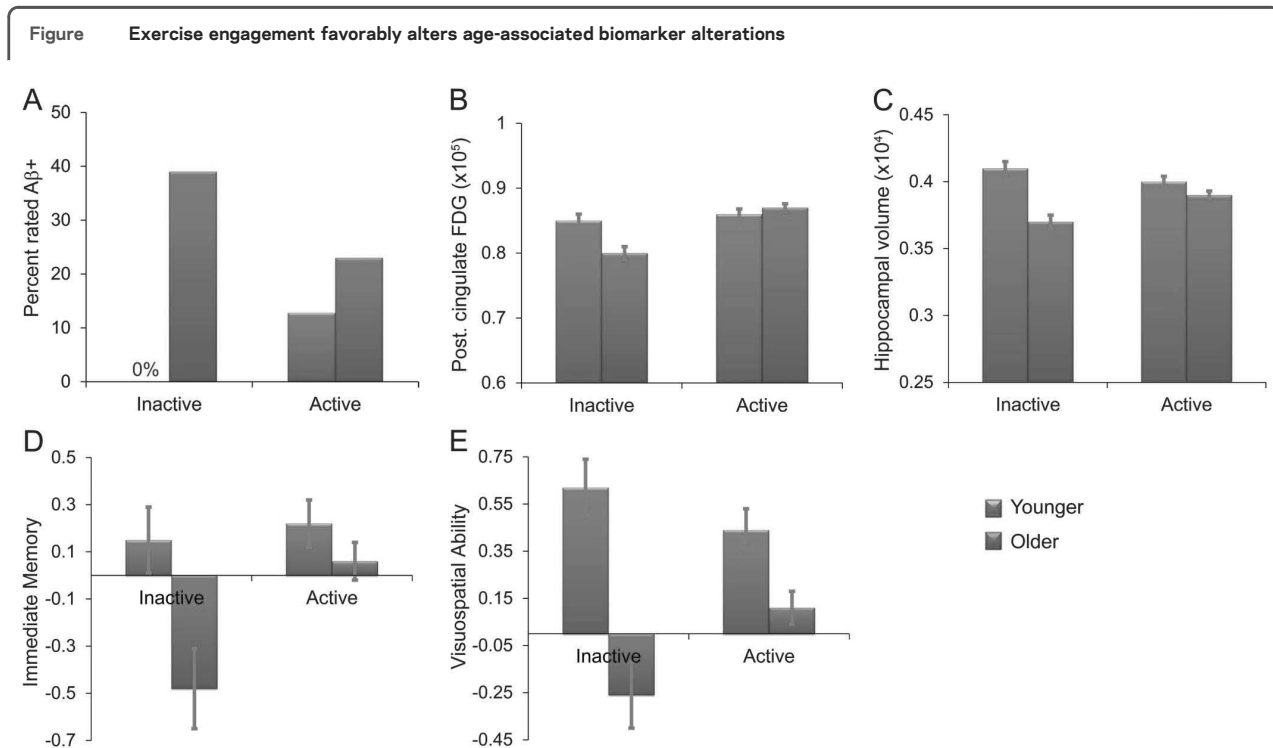 Figure Exercise engagement favorably alters age-associated biomarker alterations
A
Percent rated Aβ+
50
40
30
20
10
0
0%
Inactive
Active
B
Post. cingulate FDG (x10⁵)
1
0.9
0.8
0.7
0.6
Inactive
Active
C
Hippocampal volume (x10⁴)
0.45
0.4
0.35
0.3
0.25
Inactive
Active
D
Immediate Memory
0.5
0.3
0.1
-0.1
-0.3
-0.5
-0.7
Inactive
Active
E
Visuospatial Ability
0.75
0.55
0.35
0.15
-0.05
-0.25
-0.45
Inactive
Active
Younger
Older